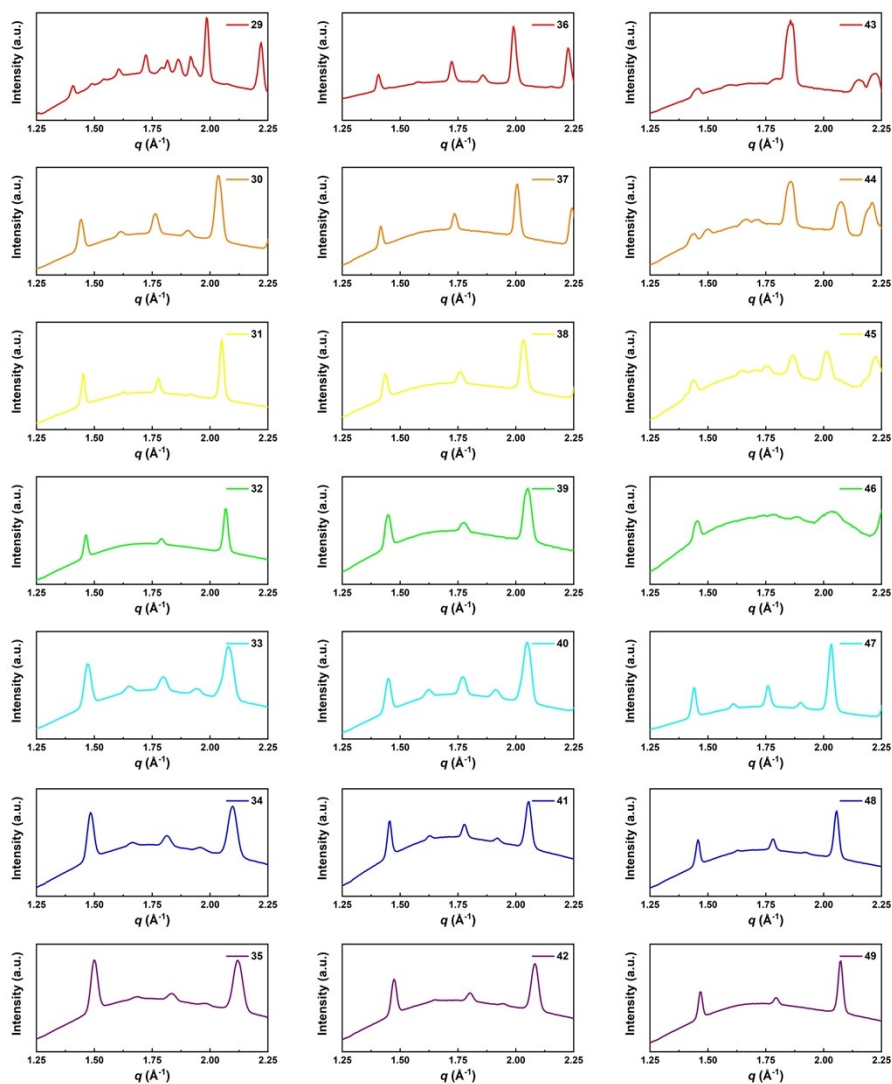 Intensity (a.u.)
29
1.25 1.50 1.75 2.00 2.25
q (Å⁻¹)
Intensity (a.u.)
36
1.25 1.50 1.75 2.00 2.25
q (Å⁻¹)
Intensity (a.u.)
43
1.25 1.50 1.75 2.00 2.25
q (Å⁻¹)
Intensity (a.u.)
30
1.25 1.50 1.75 2.00 2.25
q (Å⁻¹)
Intensity (a.u.)
37
1.25 1.50 1.75 2.00 2.25
q (Å⁻¹)
Intensity (a.u.)
44
1.25 1.50 1.75 2.00 2.25
q (Å⁻¹)
Intensity (a.u.)
31
1.25 1.50 1.75 2.00 2.25
q (Å⁻¹)
Intensity (a.u.)
38
1.25 1.50 1.75 2.00 2.25
q (Å⁻¹)
Intensity (a.u.)
45
1.25 1.50 1.75 2.00 2.25
q (Å⁻¹)
Intensity (a.u.)
32
1.25 1.50 1.75 2.00 2.25
q (Å⁻¹)
Intensity (a.u.)
39
1.25 1.50 1.75 2.00 2.25
q (Å⁻¹)
Intensity (a.u.)
46
1.25 1.50 1.75 2.00 2.25
q (Å⁻¹)
Intensity (a.u.)
33
1.25 1.50 1.75 2.00 2.25
q (Å⁻¹)
Intensity (a.u.)
40
1.25 1.50 1.75 2.00 2.25
q (Å⁻¹)
Intensity (a.u.)
47
1.25 1.50 1.75 2.00 2.25
q (Å⁻¹)
Intensity (a.u.)
34
1.25 1.50 1.75 2.00 2.25
q (Å⁻¹)
Intensity (a.u.)
41
1.25 1.50 1.75 2.00 2.25
q (Å⁻¹)
Intensity (a.u.)
48
1.25 1.50 1.75 2.00 2.25
q (Å⁻¹)
Intensity (a.u.)
35
1.25 1.50 1.75 2.00 2.25
q (Å⁻¹)
Intensity (a.u.)
42
1.25 1.50 1.75 2.00 2.25
q (Å⁻¹)
Intensity (a.u.)
49
1.25 1.50 1.75 2.00 2.25
q (Å⁻¹)